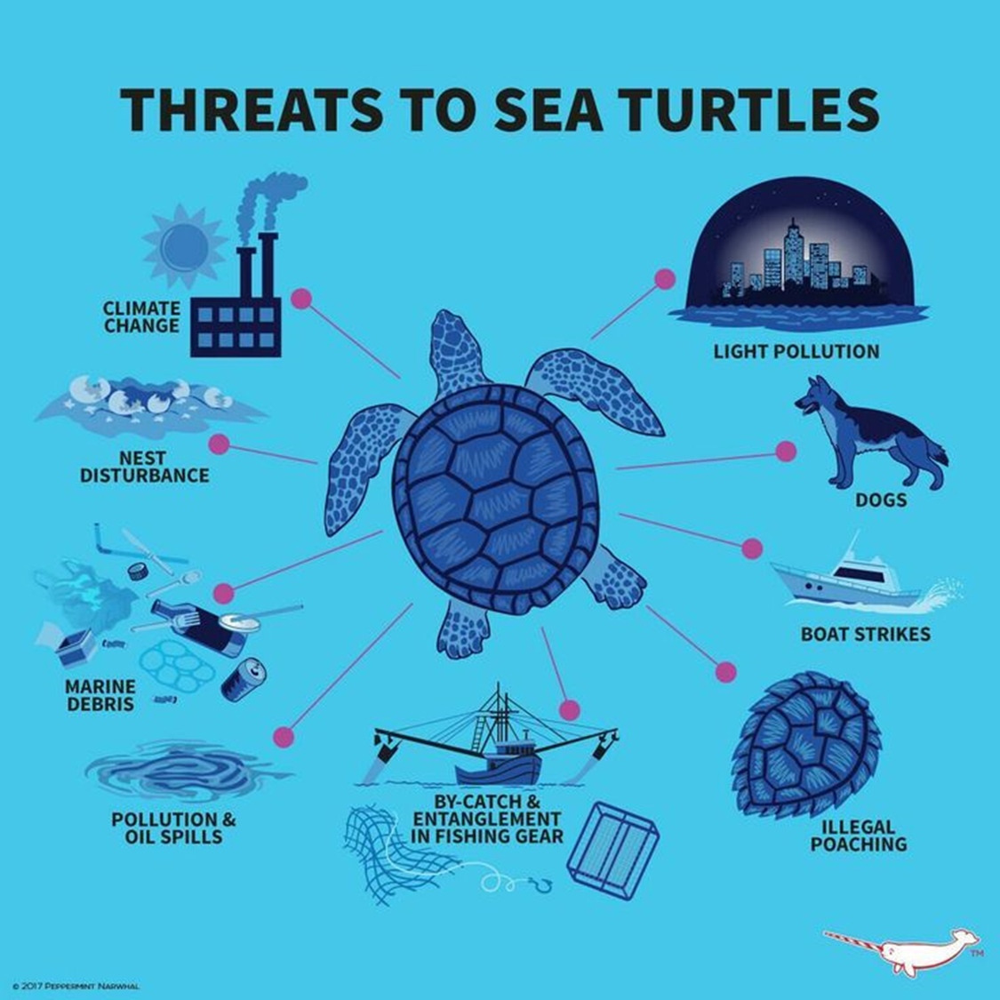 THREATS TO SEA TURTLES
CLIMATE
CHANGE
LIGHT POLLUTION
NEST
DISTURBANCE
DOGS
MARINE
DEBRIS
BOAT STRIKES
POLLUTION &
OIL SPILLS
BY-CATCH &
ENTANGLEMENT
IN FISHING GEAR
ILLEGAL
POACHING
TM
© 2017 PEPPERMINT NARWHAL